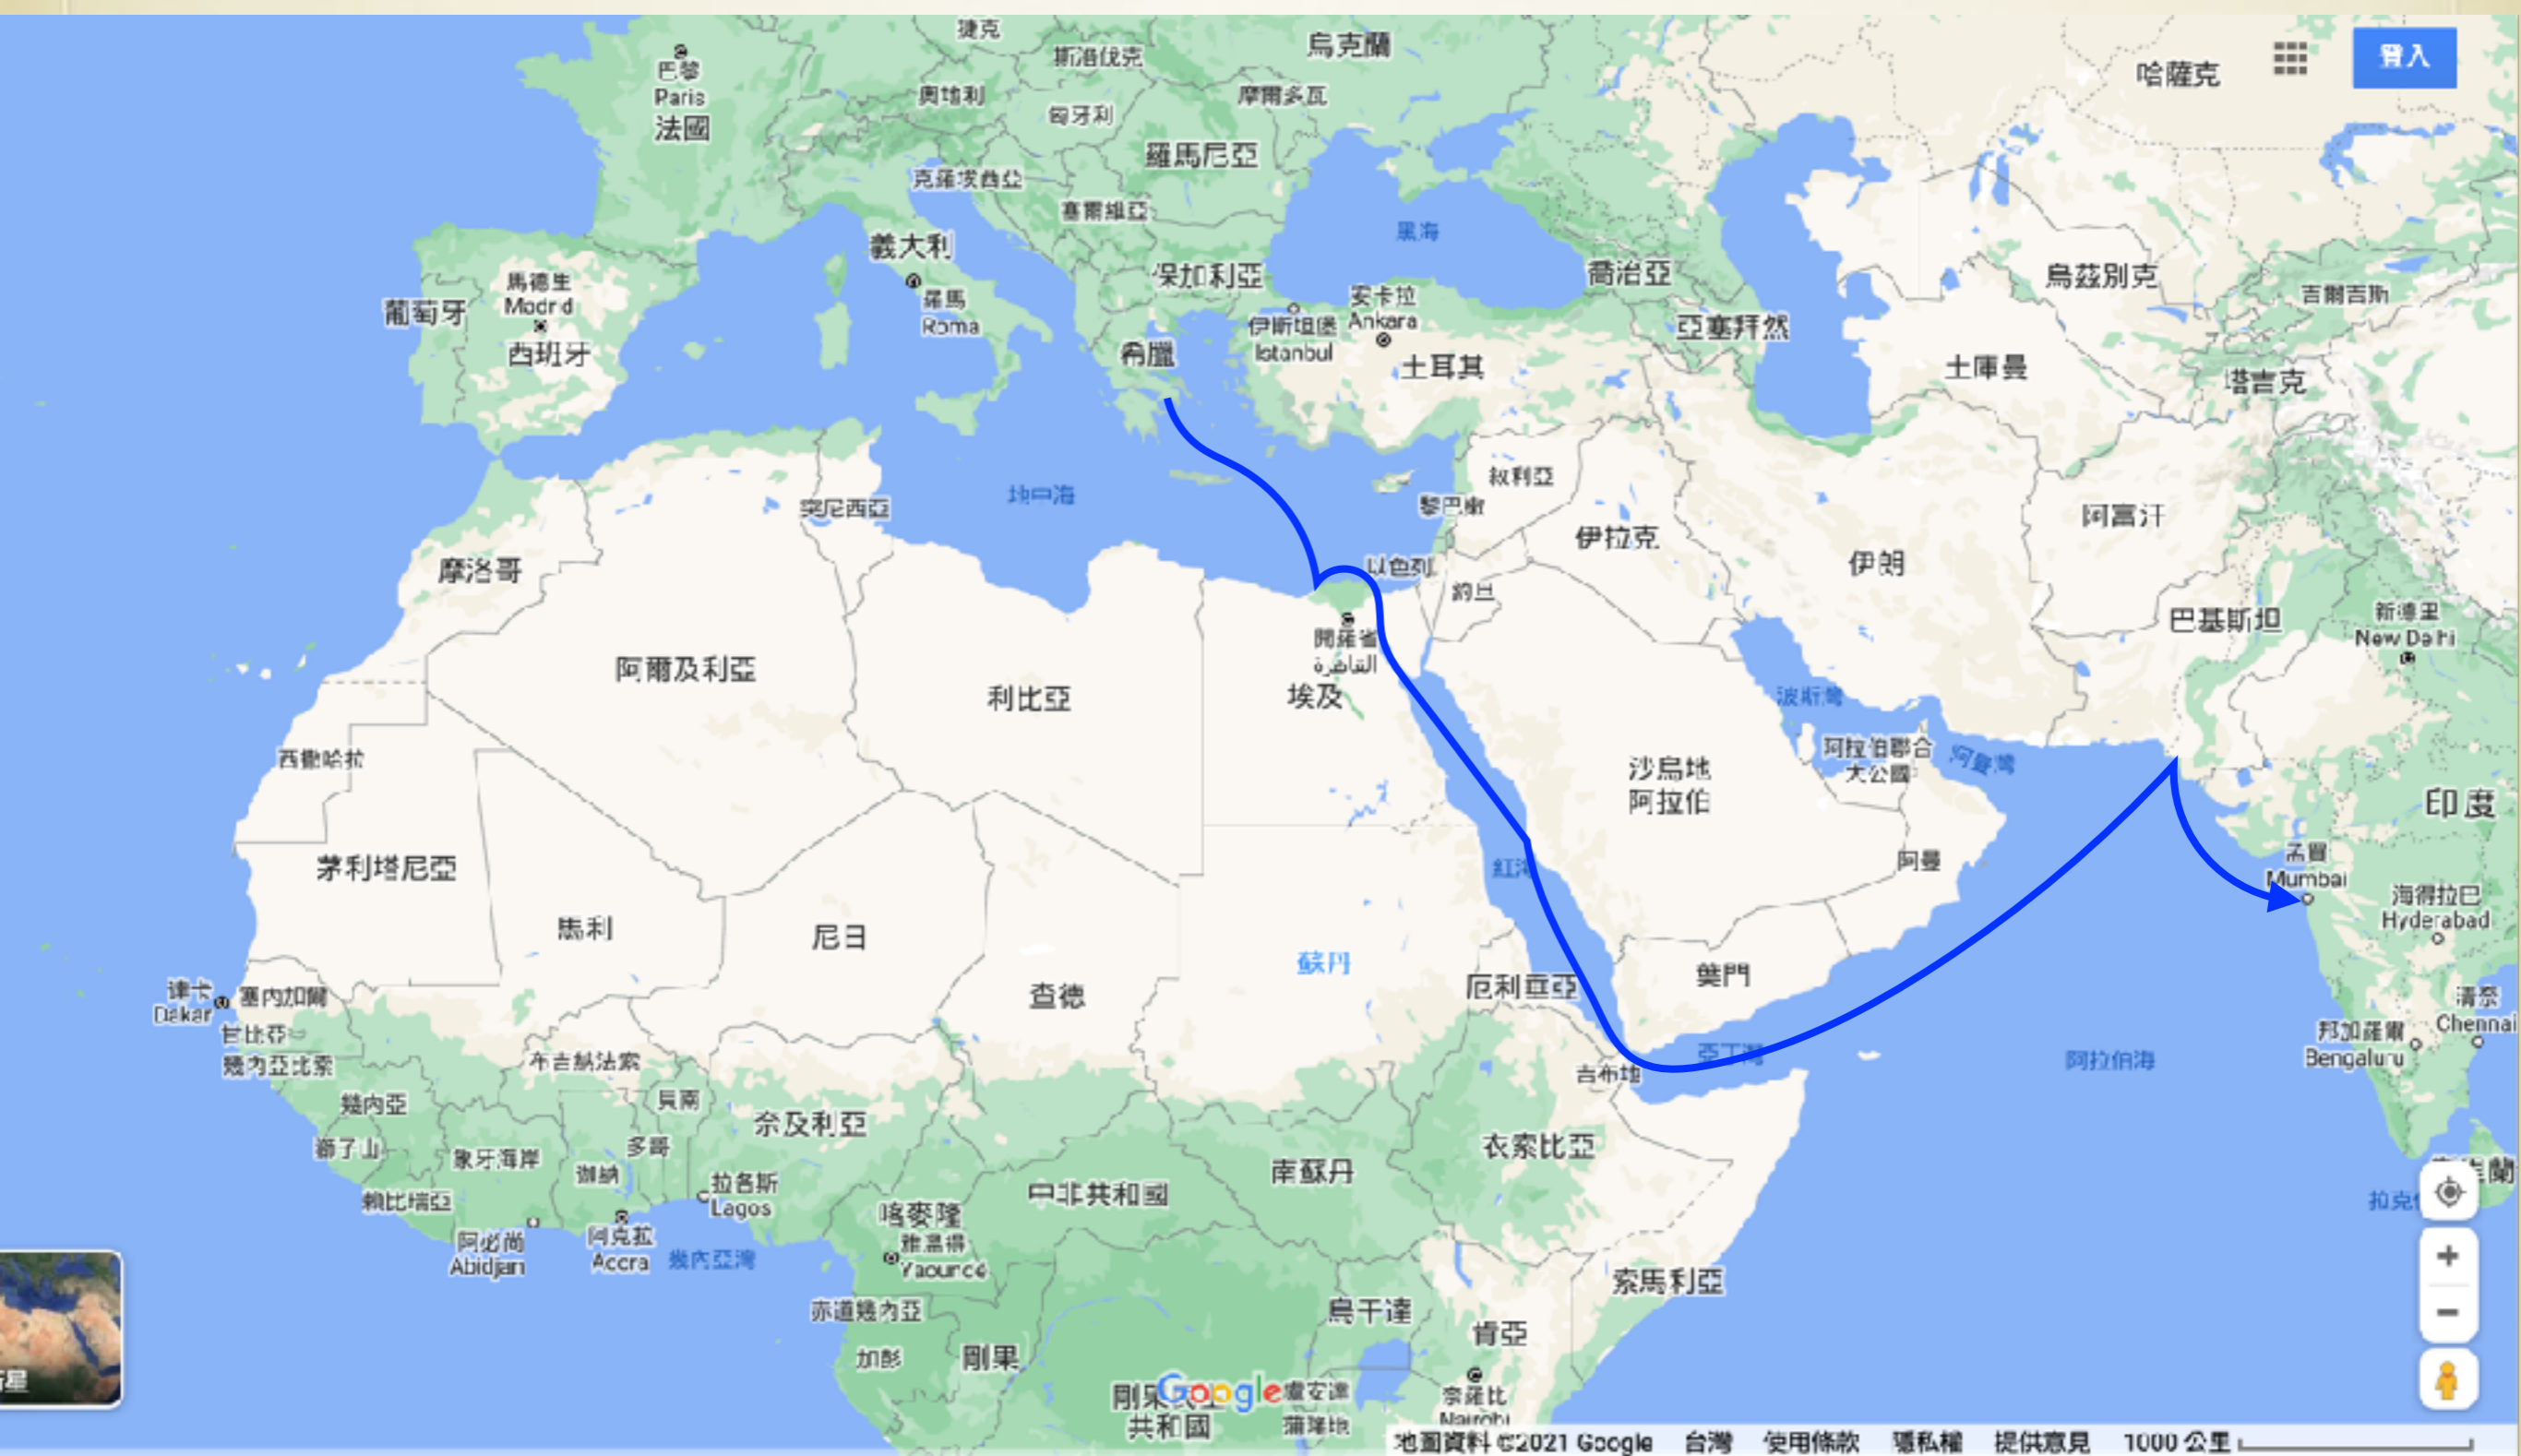 捷克
斯洛伐克
烏克蘭
巴黎
Paris
法國
奧地利
匈牙利
摩爾多瓦
哈薩克
登入
羅馬尼亞
克羅埃西亞
塞爾維亞
黑海
義大利
羅馬
Roma
保加利亞
喬治亞
烏茲別克
吉爾吉斯
馬德里
Madrid
葡萄牙
西班牙
伊斯坦堡
Istanbul
安卡拉
Ankara
亞塞拜然
希臘
土耳其
土庫曼
塔吉克
地中海
突尼西亞
敘利亞
黎巴嫩
伊拉克
阿富汗
伊朗
摩洛哥
以色列
約旦
開羅省
القاهرة
埃及
巴基斯坦
新德里
New Delhi
阿爾及利亞
利比亞
波斯灣
西撒哈拉
沙烏地
阿拉伯
阿拉伯聯合
大公國
阿曼灣
印度
茅利塔尼亞
紅海
阿曼
孟買
Mumbai
海得拉巴
Hyderabad
馬利
尼日
查德
蘇丹
厄利垂亞
葉門
達卡
Dakar
塞內加爾
甘比亞
幾內亞比索
布吉納法索
亞丁灣
吉布地
阿拉伯海
邦加羅爾
Bengaluru
清奈
Chennai
幾內亞
貝南
奈及利亞
獅子山
象牙海岸
多哥
迦納
衣索比亞
南蘇丹
中非共和國
賴比瑞亞
拉各斯
Lagos
喀麥隆
雅溫得
Yaoundé
阿必尚
Abidjan
阿克拉
Accra
幾內亞灣
索馬利亞
赤道幾內亞
烏干達
肯亞
加彭
剛果
Google
盧安達
共和國
蒲隆地
奈羅比
Nairobi
地圖資料 ©2021 Google 台灣 使用條款 隱私權 提供意見 1000 公里